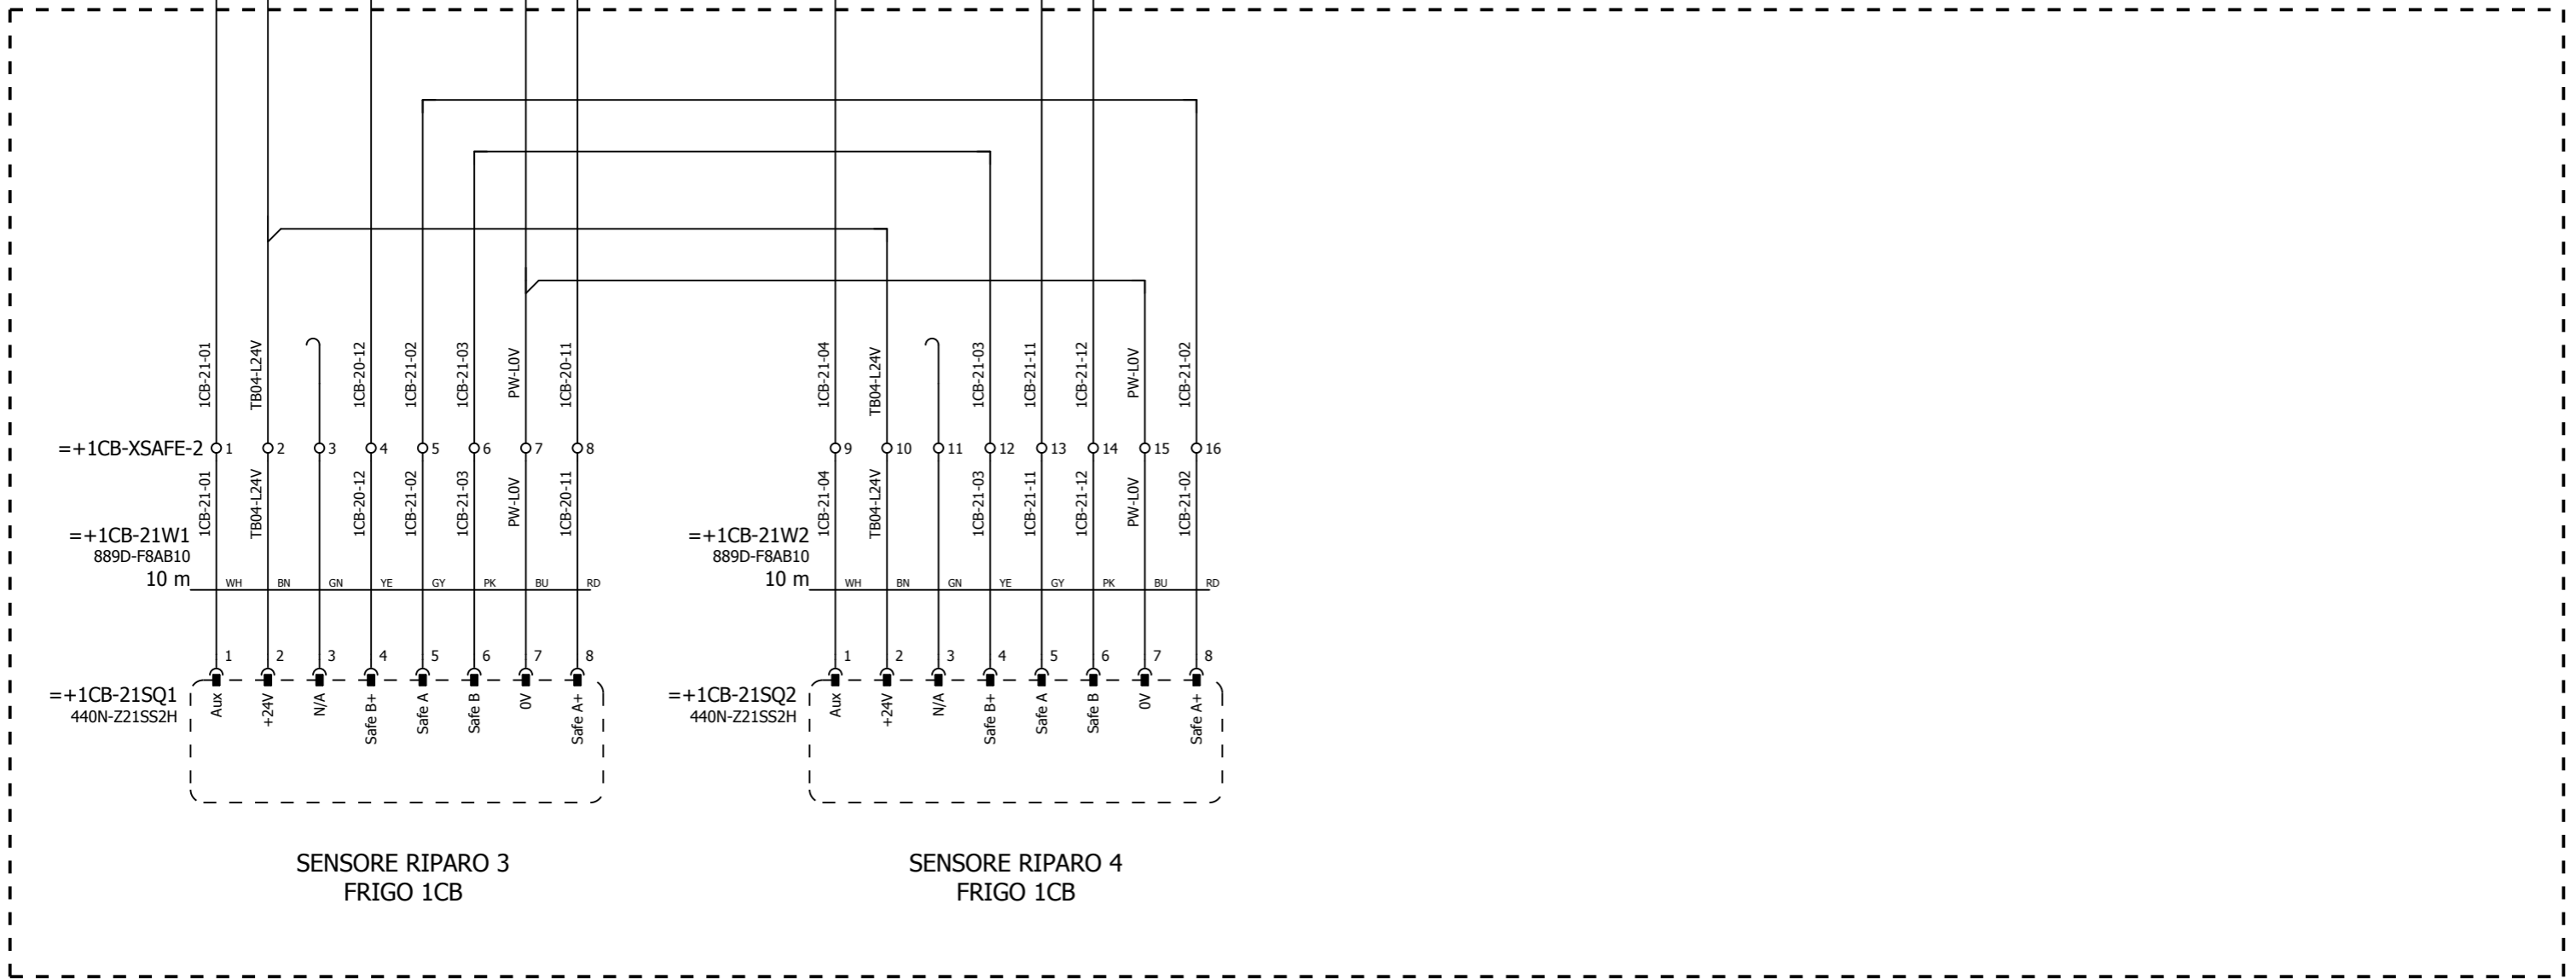 1CB-21-01
TB04-L24V
1CB-20-12
1CB-21-02
1CB-21-03
PW-L0V
1CB-20-11
1CB-21-04
TB04-L24V
1CB-21-03
1CB-21-11
1CB-21-12
PW-L0V
1CB-21-02
=+1CB-XSAFE-2 1 2 3 4 5 6 7 8 9 10 11 12 13 14 15 16
1CB-21-01
TB04-L24V
1CB-20-12
1CB-21-02
1CB-21-03
PW-L0V
1CB-20-11
1CB-21-04
TB04-L24V
1CB-21-03
1CB-21-11
1CB-21-12
PW-L0V
1CB-21-02
=+1CB-21W1
889D-F8AB10
10 m
WH BN GN YE GY PK BU RD
=+1CB-21W2
889D-F8AB10
10 m
WH BN GN YE GY PK BU RD
1 2 3 4 5 6 7 8
=+1CB-21SQ1
440N-Z21SS2H
Aux
+24V
N/A
Safe B+
Safe A
Safe B
0V
Safe A+
1 2 3 4 5 6 7 8
=+1CB-21SQ2
440N-Z21SS2H
Aux
+24V
N/A
Safe B+
Safe A
Safe B
0V
Safe A+
SENSORE RIPARO 3
FRIGO 1CB
SENSORE RIPARO 4
FRIGO 1CB